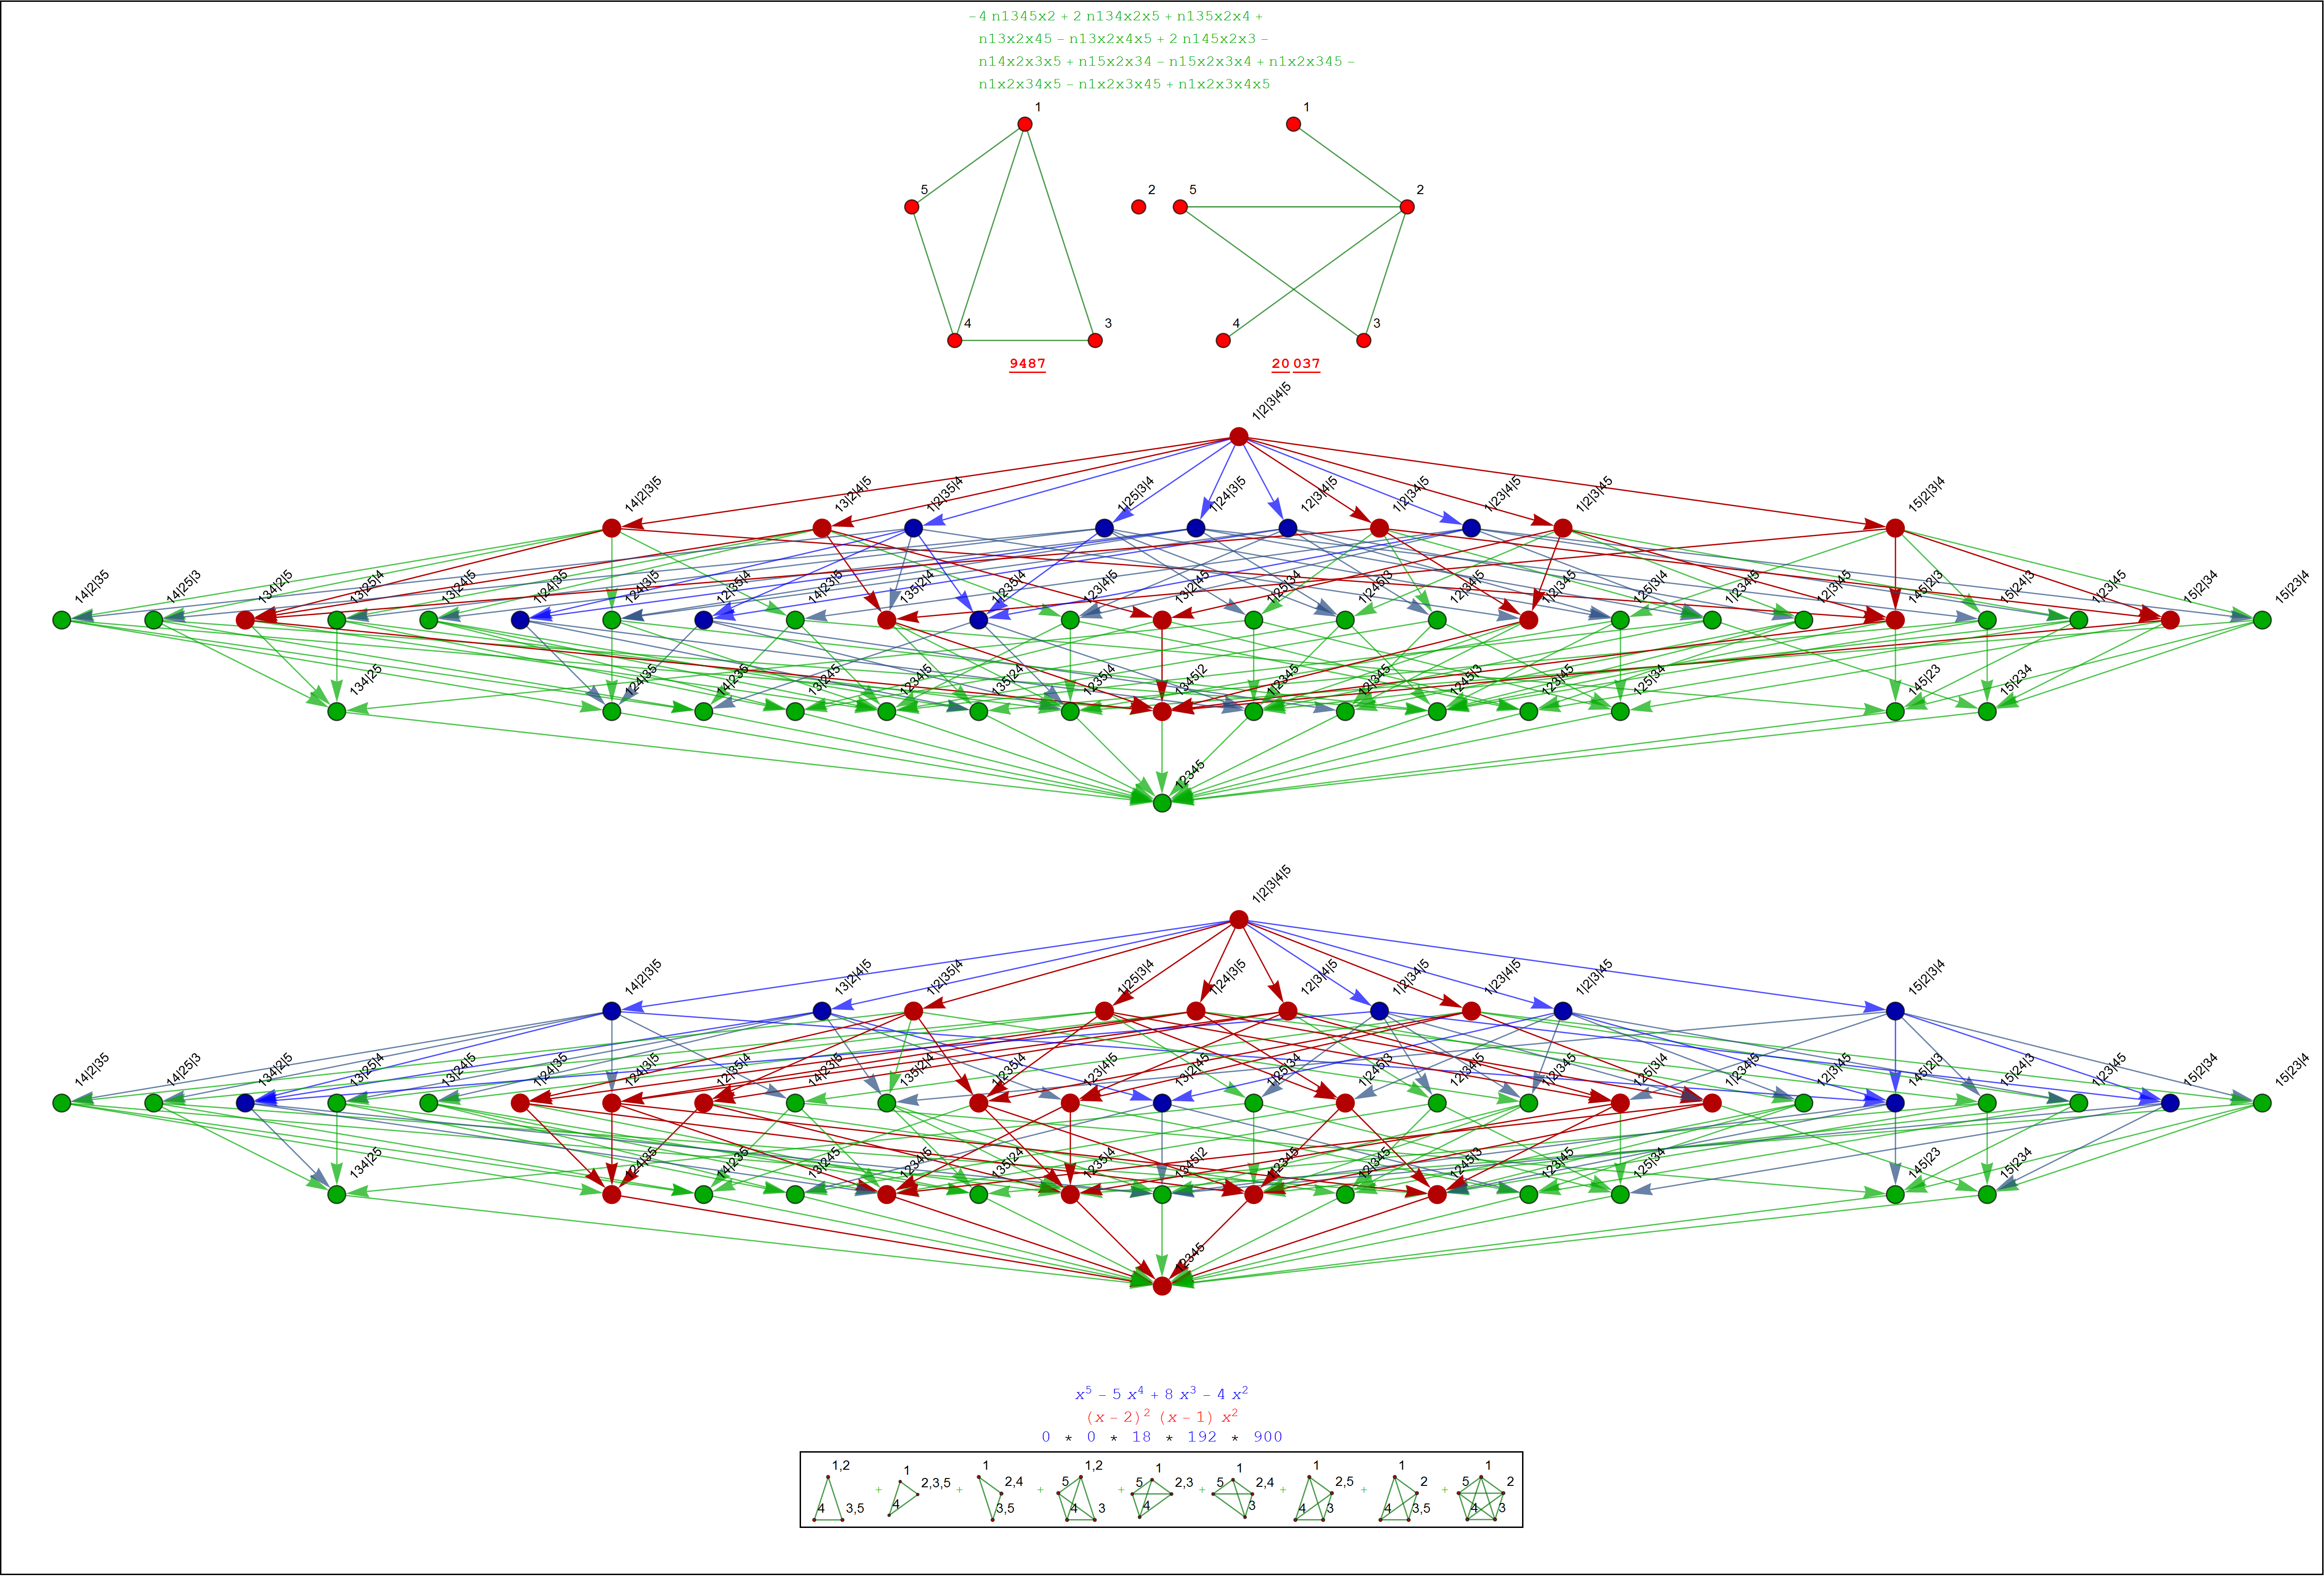 −4 n1345x2 + 2 n134x2x5 + n135x2x4 +
n13x2x45 − n13x2x4x5 + 2 n145x2x3 −
n14x2x3x5 + n15x2x34 − n15x2x3x4 + n1x2x345 −
n1x2x34x5 − n1x2x3x45 + n1x2x3x4x5
1 1
5 2 5 2
4 3 4 3
9487 20 037
1|2|3|4|5
14|2|3|5 13|2|4|5 1|2|35|4 1|25|3|4 1|24|3|5 12|3|4|5 1|2|34|5 1|23|4|5 1|2|3|45 15|2|3|4
14|2|35 14|25|3 134|2|5 13|25|4 13|24|5 1|24|35 124|3|5 12|35|4 14|23|5 135|2|4 1|235|4 123|4|5 13|2|45 1|25|34 1|245|3 12|34|5 1|2|345 125|3|4 1|234|5 12|3|45 145|2|3 15|24|3 1|23|45 15|2|34 15|23|4
134|25 124|35 14|235 13|245 1234|5 135|24 1235|4 1345|2 1|2345 12|345 1245|3 123|45 125|34 145|23 15|234
12345
1|2|3|4|5
14|2|3|5 13|2|4|5 1|2|35|4 1|25|3|4 1|24|3|5 12|3|4|5 1|2|34|5 1|23|4|5 1|2|3|45 15|2|3|4
14|2|35 14|25|3 134|2|5 13|25|4 13|24|5 1|24|35 124|3|5 12|35|4 14|23|5 135|2|4 1|235|4 123|4|5 13|2|45 1|25|34 1|245|3 12|34|5 1|2|345 125|3|4 1|234|5 12|3|45 145|2|3 15|24|3 1|23|45 15|2|34 15|23|4
134|25 124|35 14|235 13|245 1234|5 135|24 1235|4 1345|2 1|2345 12|345 1245|3 123|45 125|34 145|23 15|234
12345
x⁵ − 5 x⁴ + 8 x³ − 4 x²
(x − 2)² (x − 1) x²
0 * 0 * 18 * 192 * 900
1,2 4 3,5 + 1 2,3,5 4 + 1 2,4 3,5 + 1,2 5 4 3 + 1 5 2,3 4 + 1 5 2,4 3 + 1 2,5 4 3 + 1 2 4 3,5 + 1 5 2 4 3